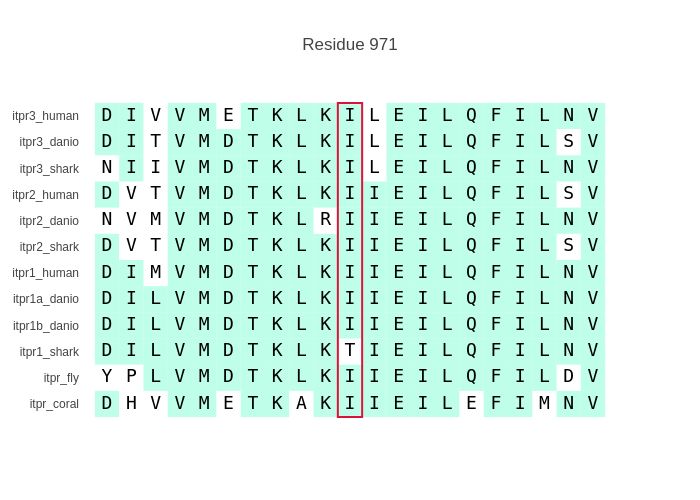 Residue 971
itpr3_human D I V V M E T K L K I L E I L Q F I L N V
itpr3_danio D I T V M D T K L K I L E I L Q F I L S V
itpr3_shark N I I V M D T K L K I L E I L Q F I L N V
itpr2_human D V T V M D T K L K I I E I L Q F I L S V
itpr2_danio N V M V M D T K L R I I E I L Q F I L N V
itpr2_shark D V T V M D T K L K I I E I L Q F I L S V
itpr1_human D I M V M D T K L K I I E I L Q F I L N V
itpr1a_danio D I L V M D T K L K I I E I L Q F I L N V
itpr1b_danio D I L V M D T K L K I I E I L Q F I L N V
itpr1_shark D I L V M D T K L K T I E I L Q F I L N V
itpr_fly Y P L V M D T K L K I I E I L Q F I L D V
itpr_coral D H V V M E T K A K I I E I L E F I M N V